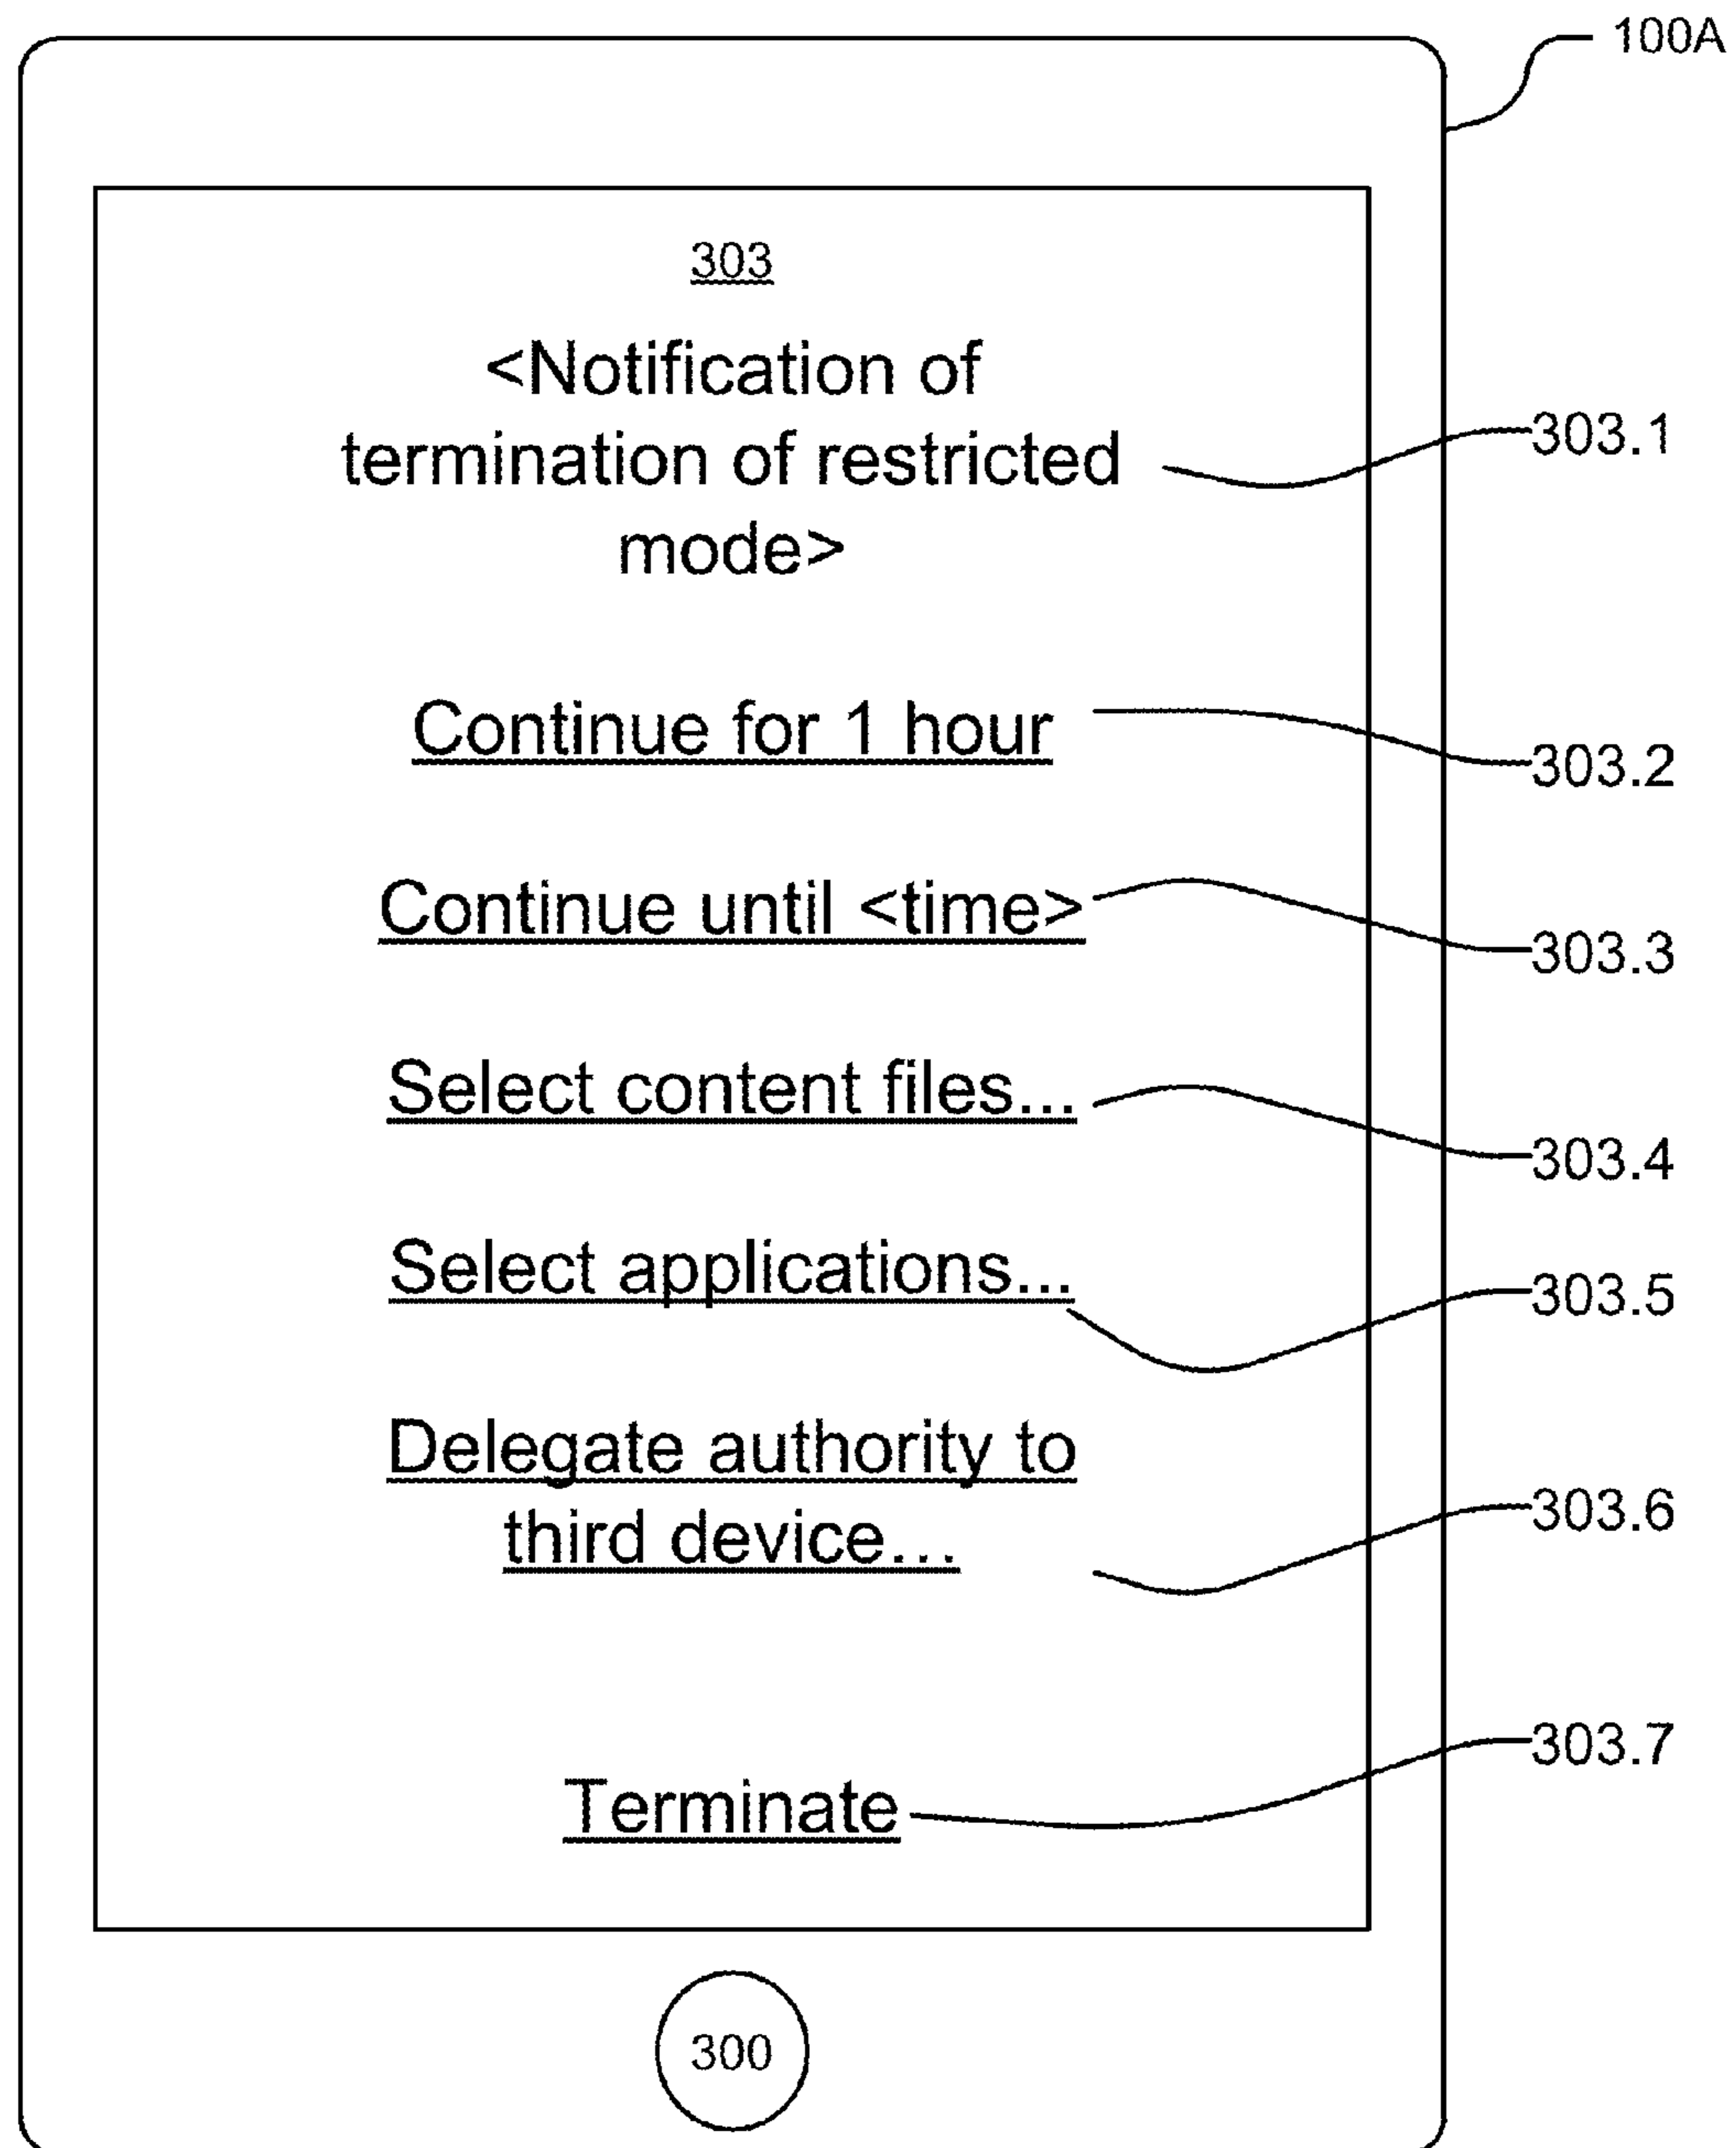 100A
303
<Notification of
termination of restricted
mode>
303.1
Continue for 1 hour
303.2
Continue until <time>
303.3
Select content files...
303.4
Select applications...
303.5
Delegate authority to
third device...
303.6
Terminate
303.7
300